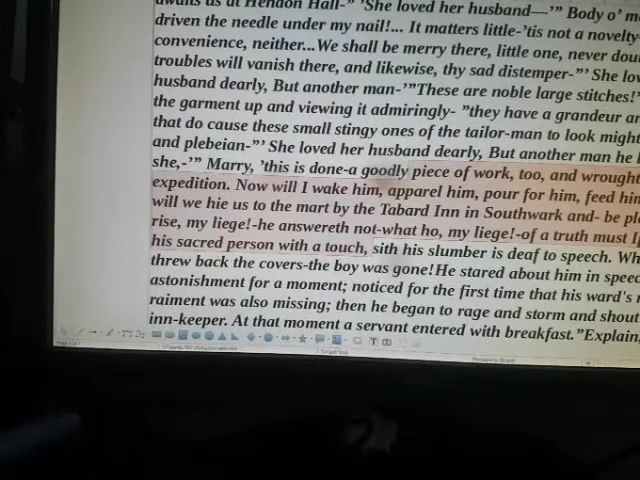 awaits us at Hendon Hall-” ’She loved her husband—’” Body o’ m
driven the needle under my nail!... It matters little-’tis not a novelty
convenience, neither...We shall be merry there, little one, never dou
troubles will vanish there, and likewise, thy sad distemper-”’ She lov
husband dearly, But another man-’”These are noble large stitches!’
the garment up and viewing it admiringly- ”they have a grandeur an
that do cause these small stingy ones of the tailor-man to look might
and plebeian-”’ She loved her husband dearly, But another man he l
she,-’” Marry, ’this is done-a goodly piece of work, too, and wrought
expedition. Now will I wake him, apparel him, pour for him, feed him
will we hie us to the mart by the Tabard Inn in Southwark and- be ple
rise, my liege!-he answereth not-what ho, my liege!-of a truth must I
his sacred person with a touch, sith his slumber is deaf to speech. Wh
threw back the covers-the boy was gone!He stared about him in speec
astonishment for a moment; noticed for the first time that his ward's r
raiment was also missing; then he began to rage and storm and shout
inn-keeper. At that moment a servant entered with breakfast.”Explain,